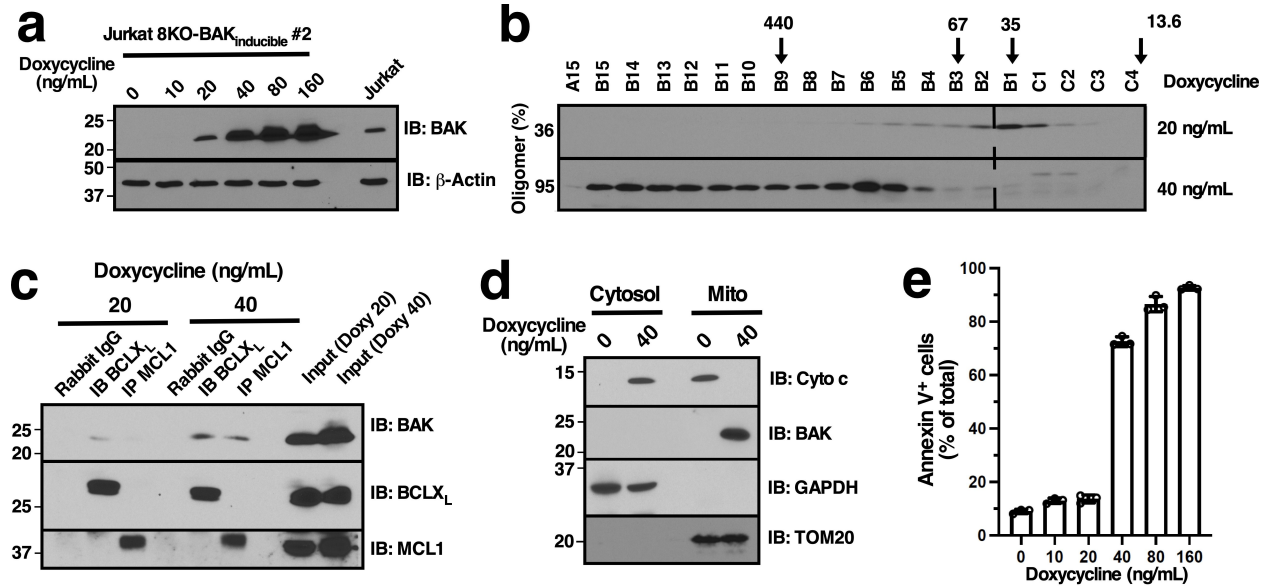 a
Jurkat 8KO-BAKinducible #2
Doxycycline
(ng/mL)
0 10 20 40 80 160 Jurkat
25
20
IB: BAK
50
37
IB: β-Actin
b
440 67 35 13.6
A15 B15 B14 B13 B12 B11 B10 B9 B8 B7 B6 B5 B4 B3 B2 B1 C1 C2 C3 C4 Doxycycline
Oligomer (%)
36 20 ng/mL
95 40 ng/mL
c
Doxycycline (ng/mL)
20 40
Rabbit IgG IB BCLXL IP MCL1 Rabbit IgG IB BCLXL IP MCL1 Input (Doxy 20) Input (Doxy 40)
25
20
IB: BAK
25
IB: BCLXL
37
IB: MCL1
d
Cytosol Mito
Doxycycline
(ng/mL)
0 40 0 40
15
IB: Cyto c
25
20
IB: BAK
37
IB: GAPDH
20
IB: TOM20
e
Annexin V+ cells
(% of total)
100
80
60
40
20
0
0 10 20 40 80 160
Doxycycline (ng/mL)